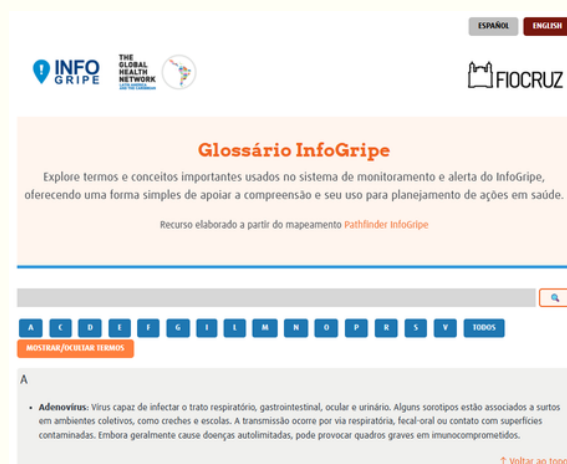 ESPAÑOL ENGLISH
INFO
GRIPE
THE
GLOBAL
HEALTH
NETWORK
LATIN AMERICA
AND THE CARIBBEAN
FIOCRUZ
Glossário InfoGripe
Explore termos e conceitos importantes usados no sistema de monitoramento e alerta do InfoGripe,
oferecendo uma forma simples de apoiar a compreensão e seu uso para planejamento de ações em saúde.
Recurso elaborado a partir do mapeamento Pathfinder InfoGripe
A C D E F G I L M N O P R S V TODOS
MOSTRAR/OCULTAR TERMOS
A
• Adenovírus: Vírus capaz de infectar o trato respiratório, gastrointestinal, ocular e urinário. Alguns sorotipos estão associados a surtos
em ambientes coletivos, como creches e escolas. A transmissão ocorre por via respiratória, fecal-oral ou contato com superfícies
contaminadas. Embora geralmente cause doenças autolimitadas, pode provocar quadros graves em imunocomprometidos.
↑ Voltar ao topo